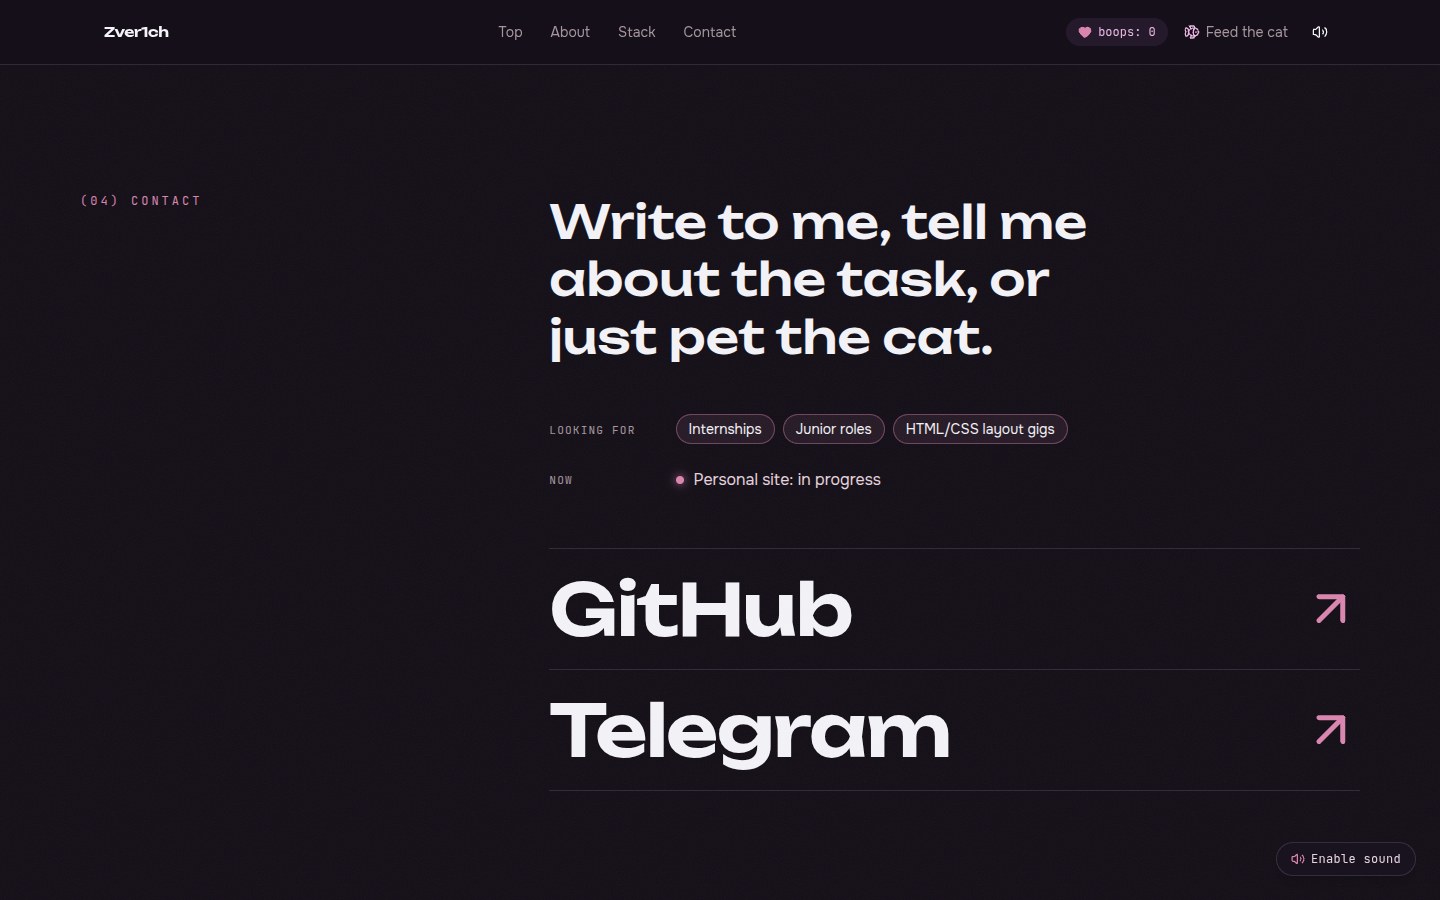 Zver1ch
Top About Stack Contact
boops: 0
Feed the cat
(04) CONTACT
Write to me, tell me
about the task, or
just pet the cat.
LOOKING FOR
Internships
Junior roles
HTML/CSS layout gigs
NOW
Personal site: in progress
GitHub
Telegram
Enable sound